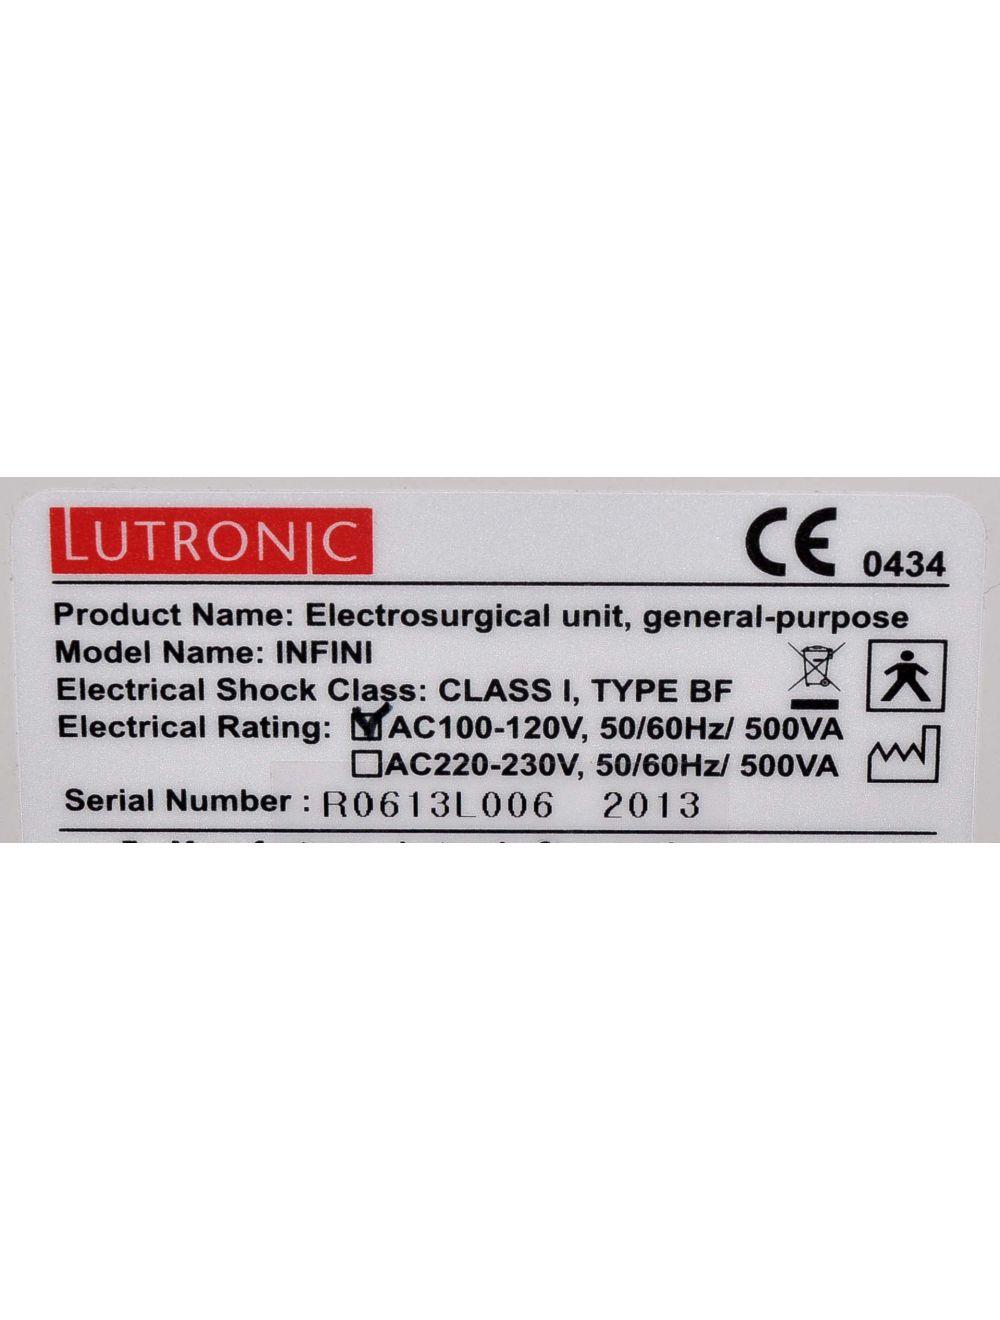 LUTRONIC
CE 0434
Product Name: Electrosurgical unit, general-purpose
Model Name: INFINI
Electrical Shock Class: CLASS I, TYPE BF
Electrical Rating: AC100-120V, 50/60Hz/ 500VA
AC220-230V, 50/60Hz/ 500VA
Serial Number : R0613L006 2013